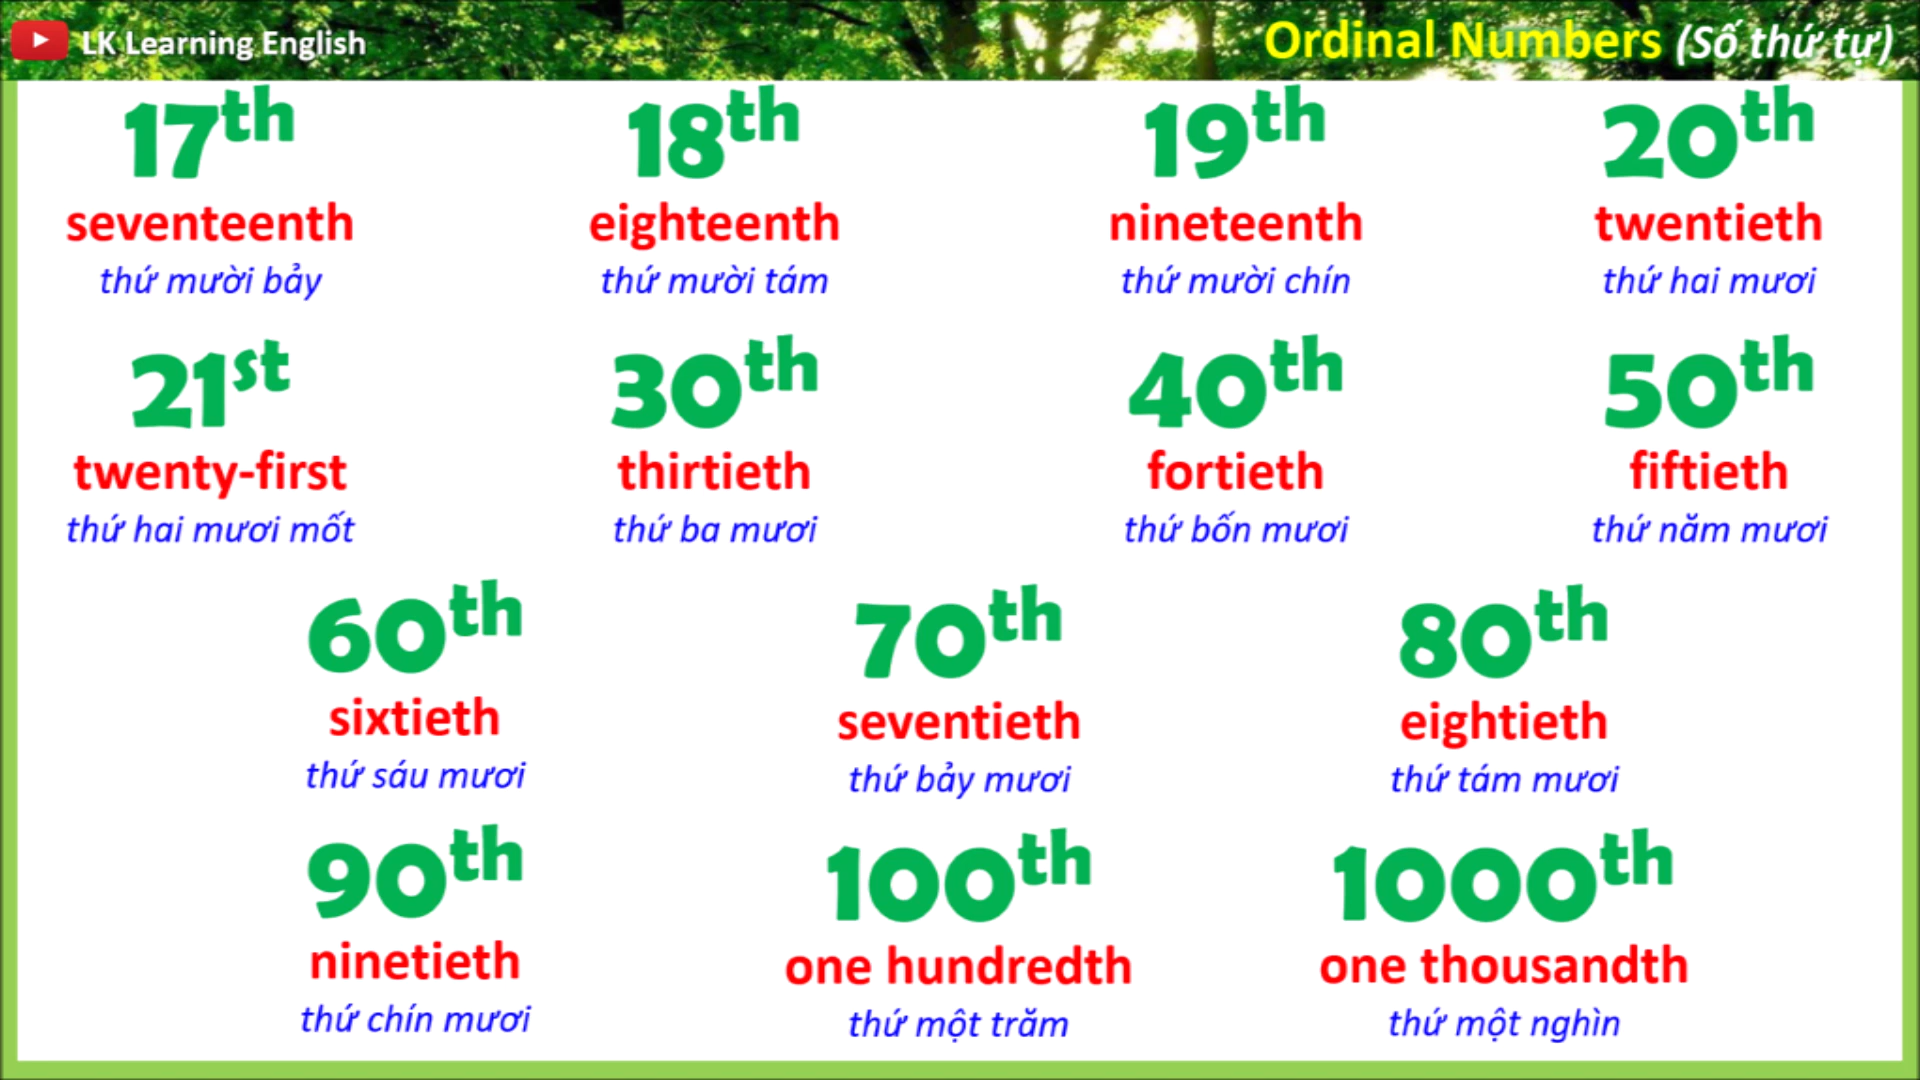 LK Learning English
Ordinal Numbers (Số thứ tự)
17th 18th 19th 20th
seventeenth eighteenth nineteenth twentieth
thứ mười bảy thứ mười tám thứ mười chín thứ hai mươi
21st 30th 40th 50th
twenty-first thirtieth fortieth fiftieth
thứ hai mươi mốt thứ ba mươi thứ bốn mươi thứ năm mươi
60th 70th 80th
sixtieth seventieth eightieth
thứ sáu mươi thứ bảy mươi thứ tám mươi
90th 100th 1000th
ninetieth one hundredth one thousandth
thứ chín mươi thứ một trăm thứ một nghìn